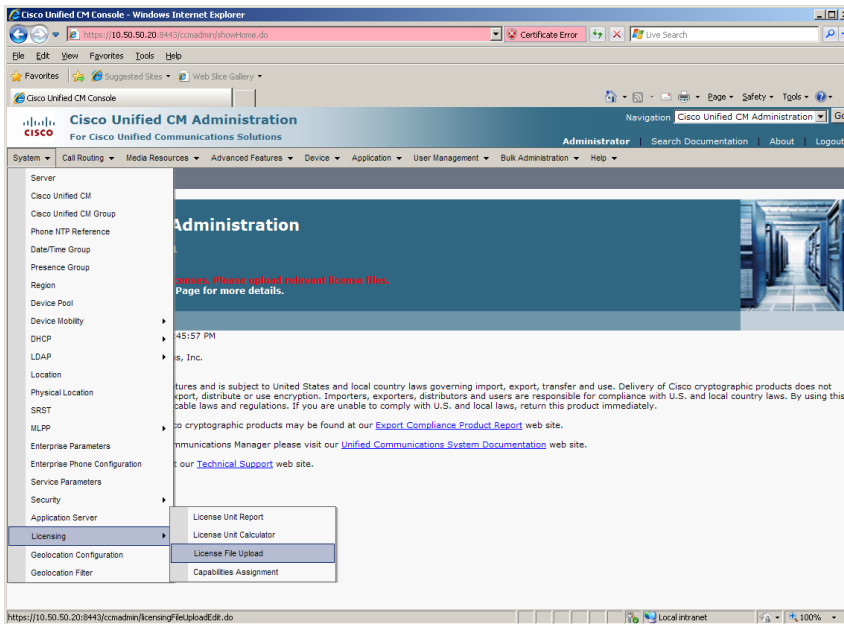 Cisco Unified CM Console - Windows Internet Explorer
https://10.50.50.20:8443/ccmadmin/showHome.do
Certificate Error
Live Search
File Edit View Favorites Tools Help
Favorites Suggested Sites Web Slice Gallery
Cisco Unified CM Console
Page Safety Tools
cisco
Cisco Unified CM Administration
For Cisco Unified Communications Solutions
Navigation Cisco Unified CM Administration Go
Administrator Search Documentation About Logout
System Call Routing Media Resources Advanced Features Device Application User Management Bulk Administration Help
Server
Cisco Unified CM
Cisco Unified CM Group
Phone NTP Reference
Date/Time Group
Presence Group
Region
Device Pool
Device Mobility
DHCP
LDAP
Location
Physical Location
SRST
MLPP
Enterprise Parameters
Enterprise Phone Configuration
Service Parameters
Security
Application Server
Licensing
Geolocation Configuration
Geolocation Filter
License Unit Report
License Unit Calculator
License File Upload
Capabilities Assignment
Administration
Please upload relevant license files.
Page for more details.
45:57 PM
s, Inc.
tures and is subject to United States and local country laws governing import, export, transfer and use. Delivery of Cisco cryptographic products does not
xport, distribute or use encryption. Importers, exporters, distributors and users are responsible for compliance with U.S. and local country laws. By using this
cable laws and regulations. If you are unable to comply with U.S. and local laws, return this product immediately.
co cryptographic products may be found at our Export Compliance Product Report web site.
mmunications Manager please visit our Unified Communications System Documentation web site.
t our Technical Support web site.
https://10.50.50.20:8443/ccmadmin/licensingFileUploadEdit.do
Local intranet
100%